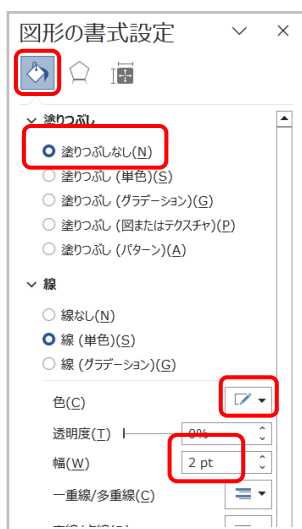 図形の書式設定
塗りつぶし
塗りつぶしなし(N)
塗りつぶし (単色)(S)
塗りつぶし (グラデーション)(G)
塗りつぶし (図またはテクスチャ)(P)
塗りつぶし (パターン)(A)
線
線なし(N)
線 (単色)(S)
線 (グラデーション)(G)
色(C)
透明度(T) 0%
幅(W) 2 pt
一重線/多重線(C)